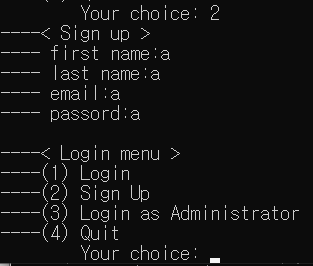 Your choice: 2
----< Sign up >
---- first name:a
---- last name:a
---- email:a
---- passord:a

----< Login menu >
----(1) Login
----(2) Sign Up
----(3) Login as Administrator
----(4) Quit
Your choice: